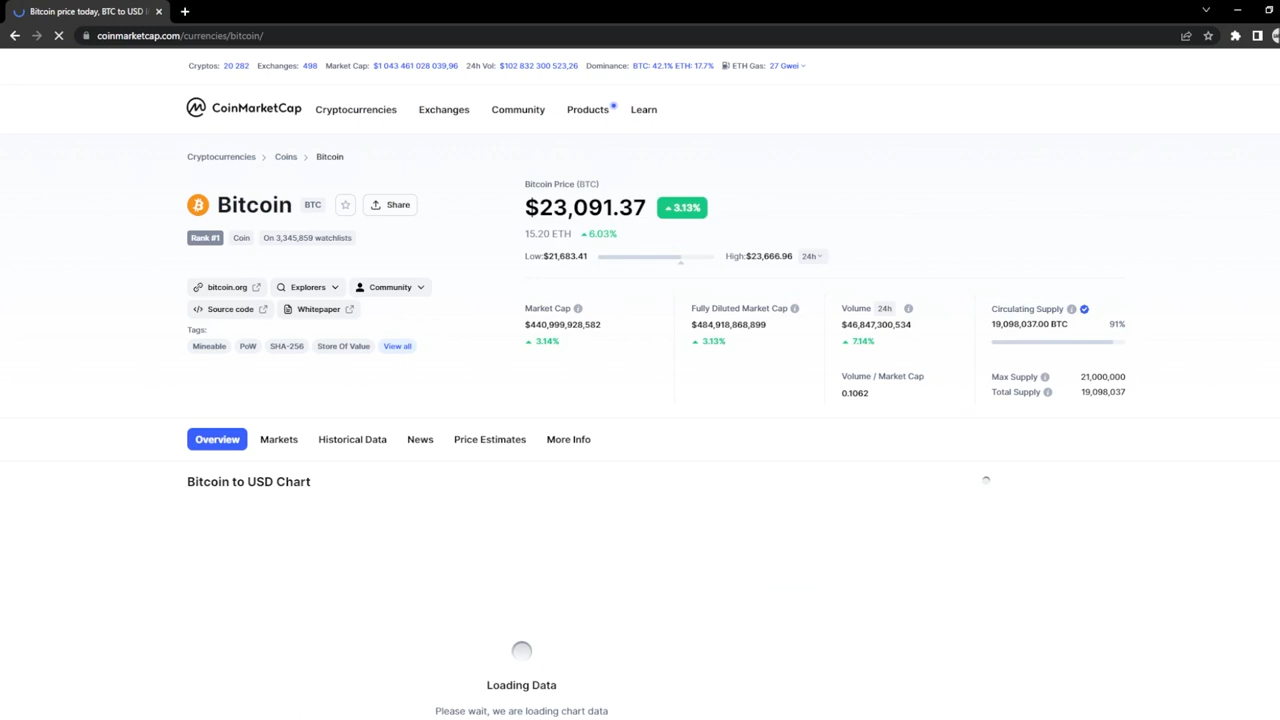 Bitcoin price today, BTC to USD l
coinmarketcap.com/currencies/bitcoin/
Cryptos: 20 282 Exchanges: 498 Market Cap: $1 043 461 028 039,96 24h Vol: $102 832 300 523,26 Dominance: BTC: 42.1% ETH: 17.7% ETH Gas: 27 Gwei
CoinMarketCap Cryptocurrencies Exchanges Community Products Learn
Cryptocurrencies > Coins > Bitcoin
Bitcoin Price (BTC)
Bitcoin BTC Share
$23,091.37 3.13%
15.20 ETH 6.03%
Rank #1 Coin On 3,345,859 watchlists
Low:$21,683.41 High:$23,666.96 24h
bitcoin.org Explorers Community
Source code Whitepaper
Tags:
Mineable PoW SHA-256 Store Of Value View all
Market Cap
$440,999,928,582
3.14%
Fully Diluted Market Cap
$484,918,868,899
3.13%
Volume 24h
$46,847,300,534
7.14%
Volume / Market Cap
0.1062
Circulating Supply
19,098,037.00 BTC 91%
Max Supply 21,000,000
Total Supply 19,098,037
Overview Markets Historical Data News Price Estimates More Info
Bitcoin to USD Chart
Loading Data
Please wait, we are loading chart data